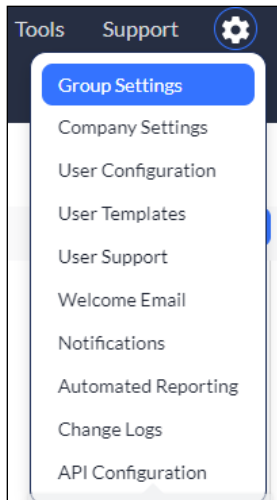 Tools Support
Group Settings
Company Settings
User Configuration
User Templates
User Support
Welcome Email
Notifications
Automated Reporting
Change Logs
API Configuration